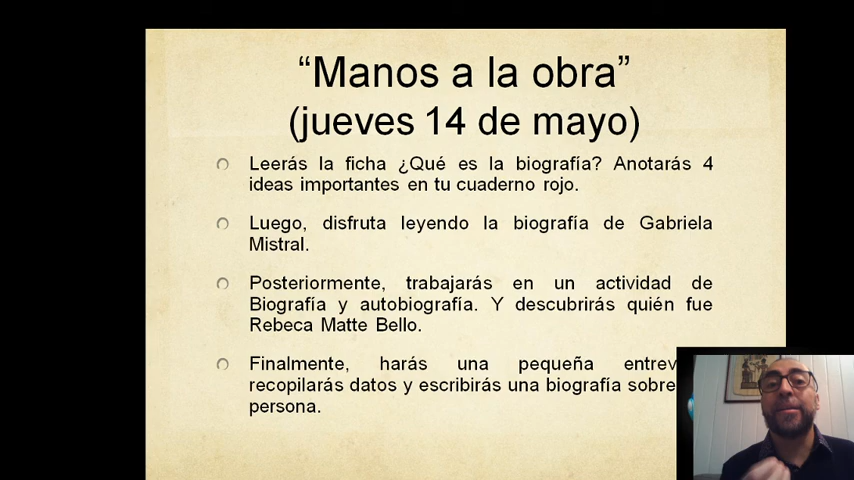 “Manos a la obra”
(jueves 14 de mayo)
Leerás la ficha ¿Qué es la biografía? Anotarás 4
ideas importantes en tu cuaderno rojo.
Luego, disfruta leyendo la biografía de Gabriela
Mistral.
Posteriormente, trabajarás en un actividad de
Biografía y autobiografía. Y descubrirás quién fue
Rebeca Matte Bello.
Finalmente, harás una pequeña
recopilarás datos y escribirás una biografía sobre
persona.